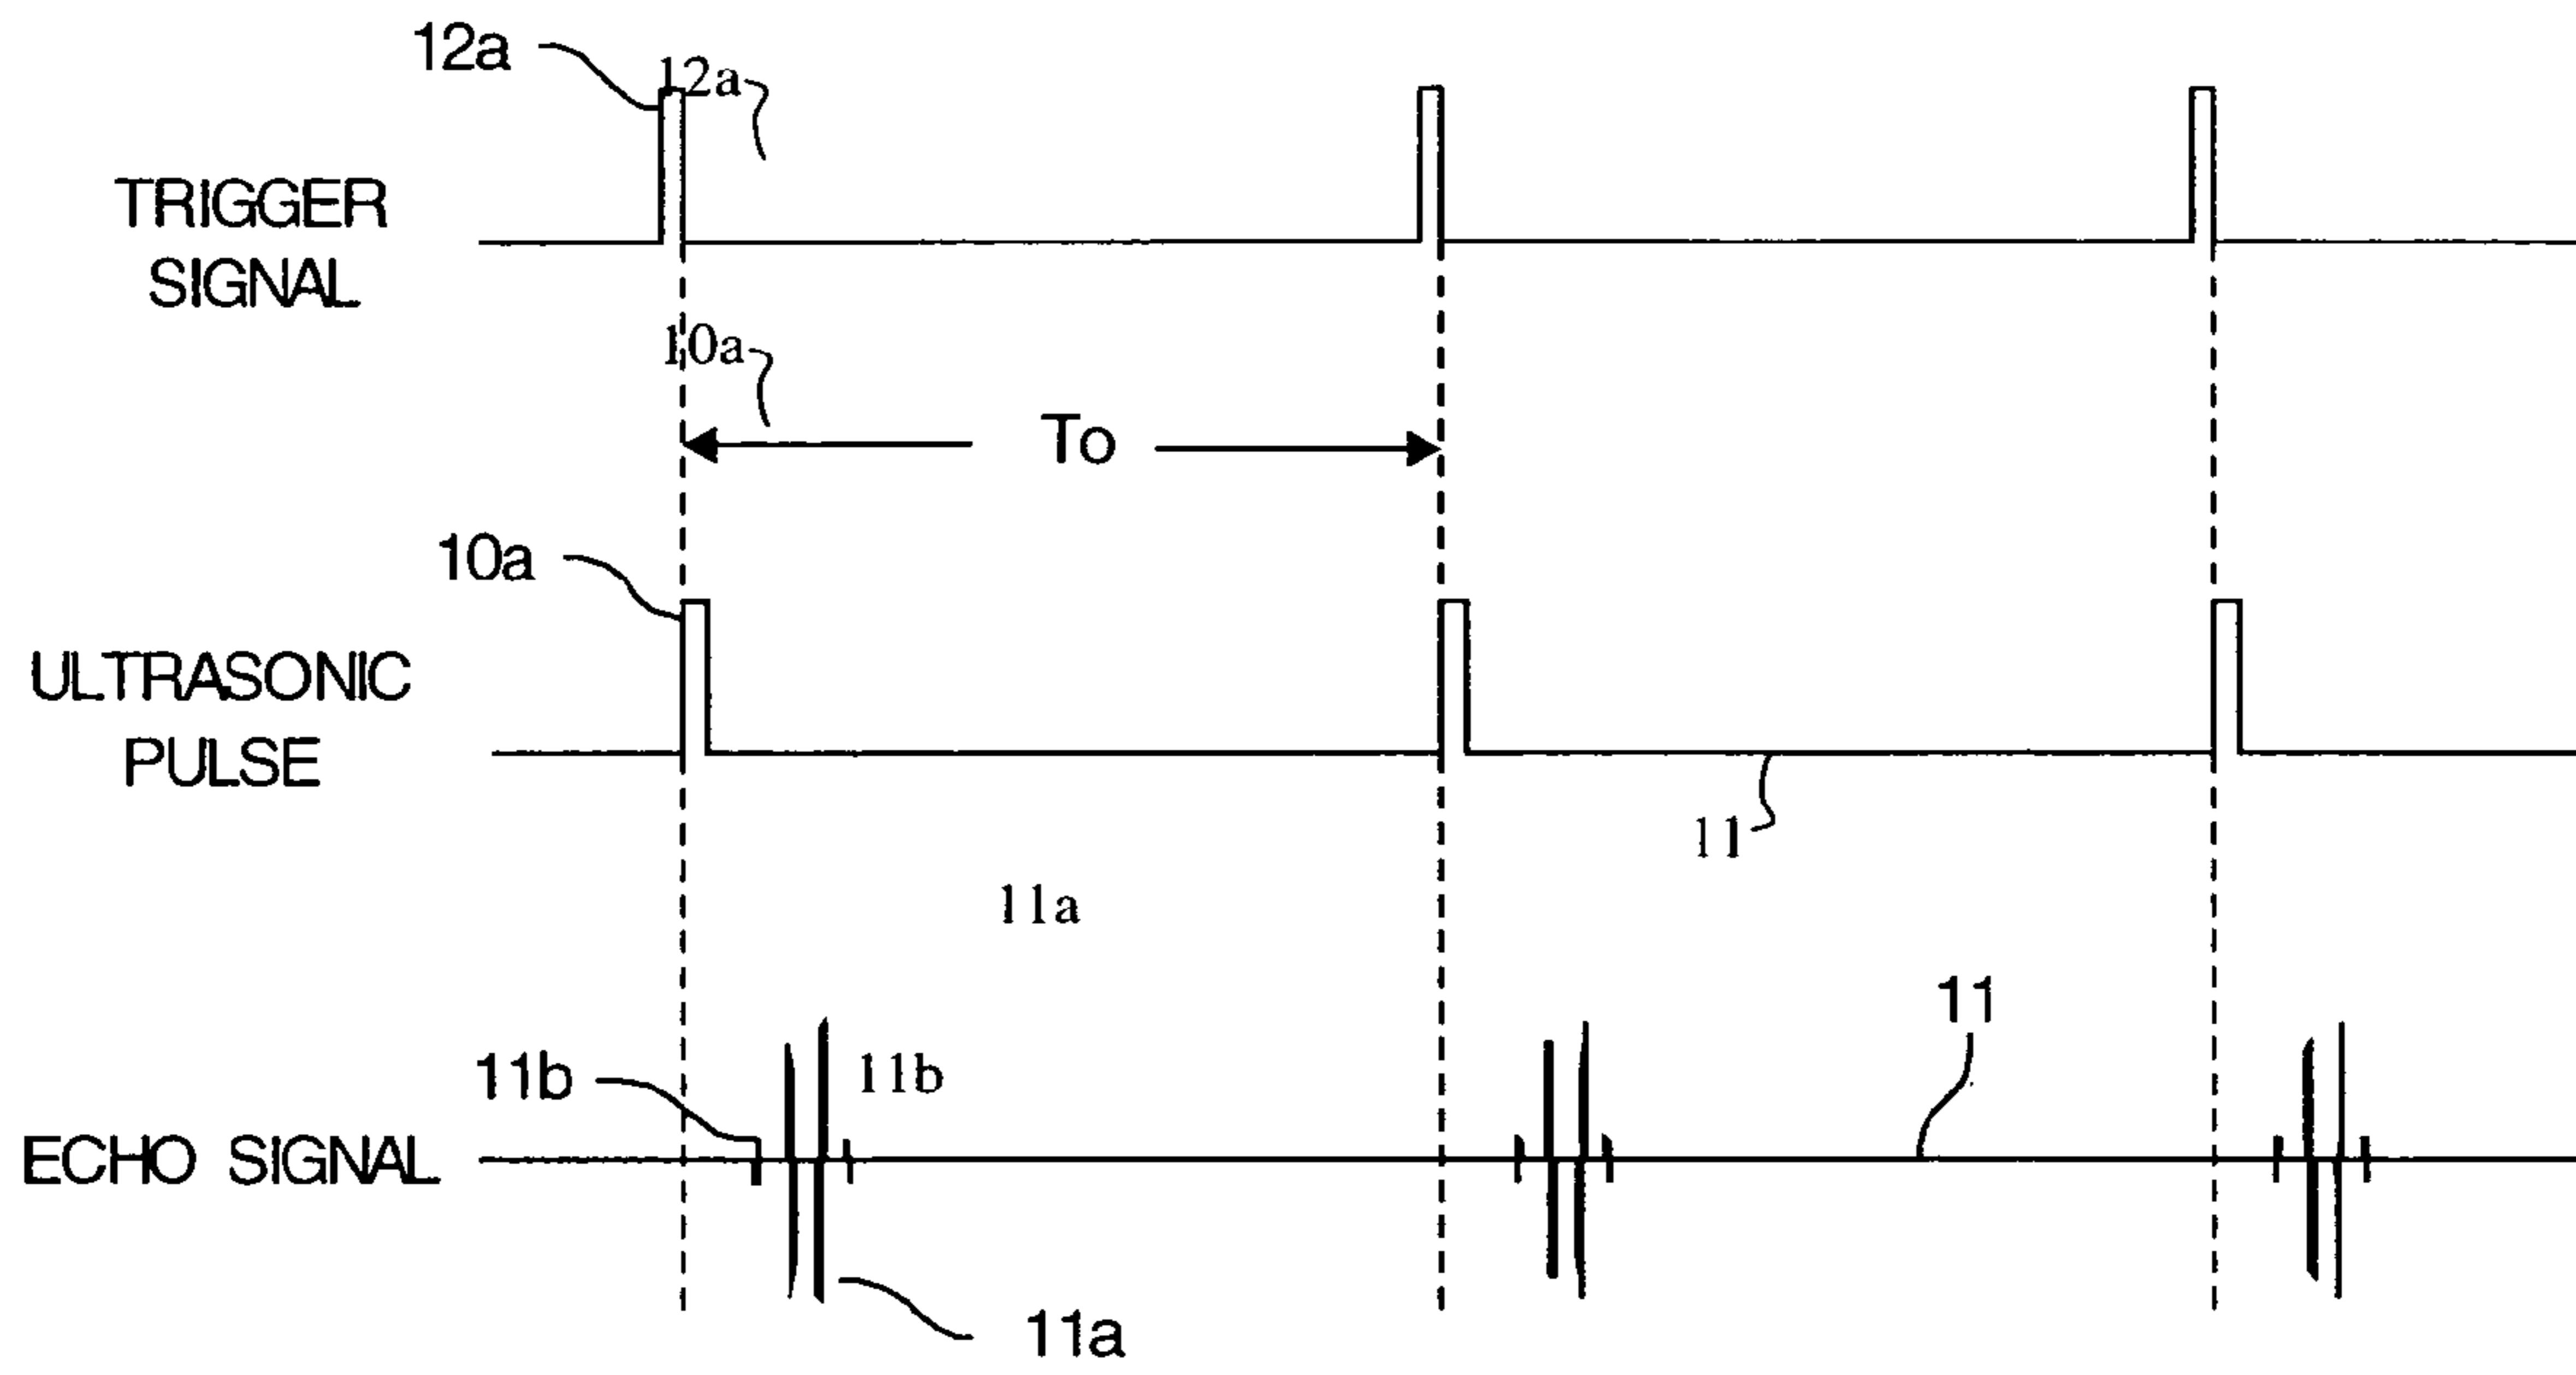 12a
12a
TRIGGER
SIGNAL
10a
To
10a
ULTRASONIC
PULSE
11
11a
11
11b
11b
ECHO SIGNAL
11a